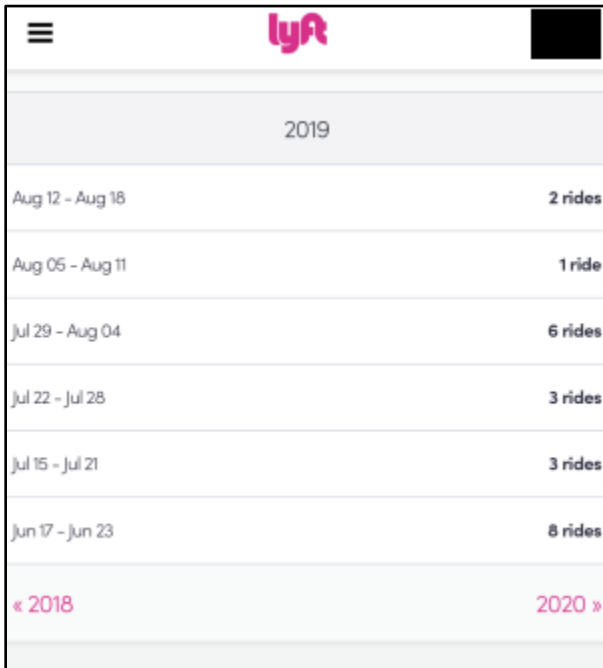 lyft
2019
Aug 12 - Aug 18 2 rides
Aug 05 - Aug 11 1 ride
Jul 29 - Aug 04 6 rides
Jul 22 - Jul 28 3 rides
Jul 15 - Jul 21 3 rides
Jun 17 - Jun 23 8 rides
« 2018 2020 »